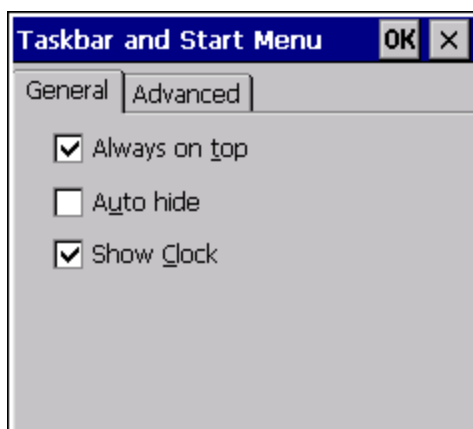 Taskbar and Start Menu OK ×
General Advanced
Always on top
Auto hide
Show Clock